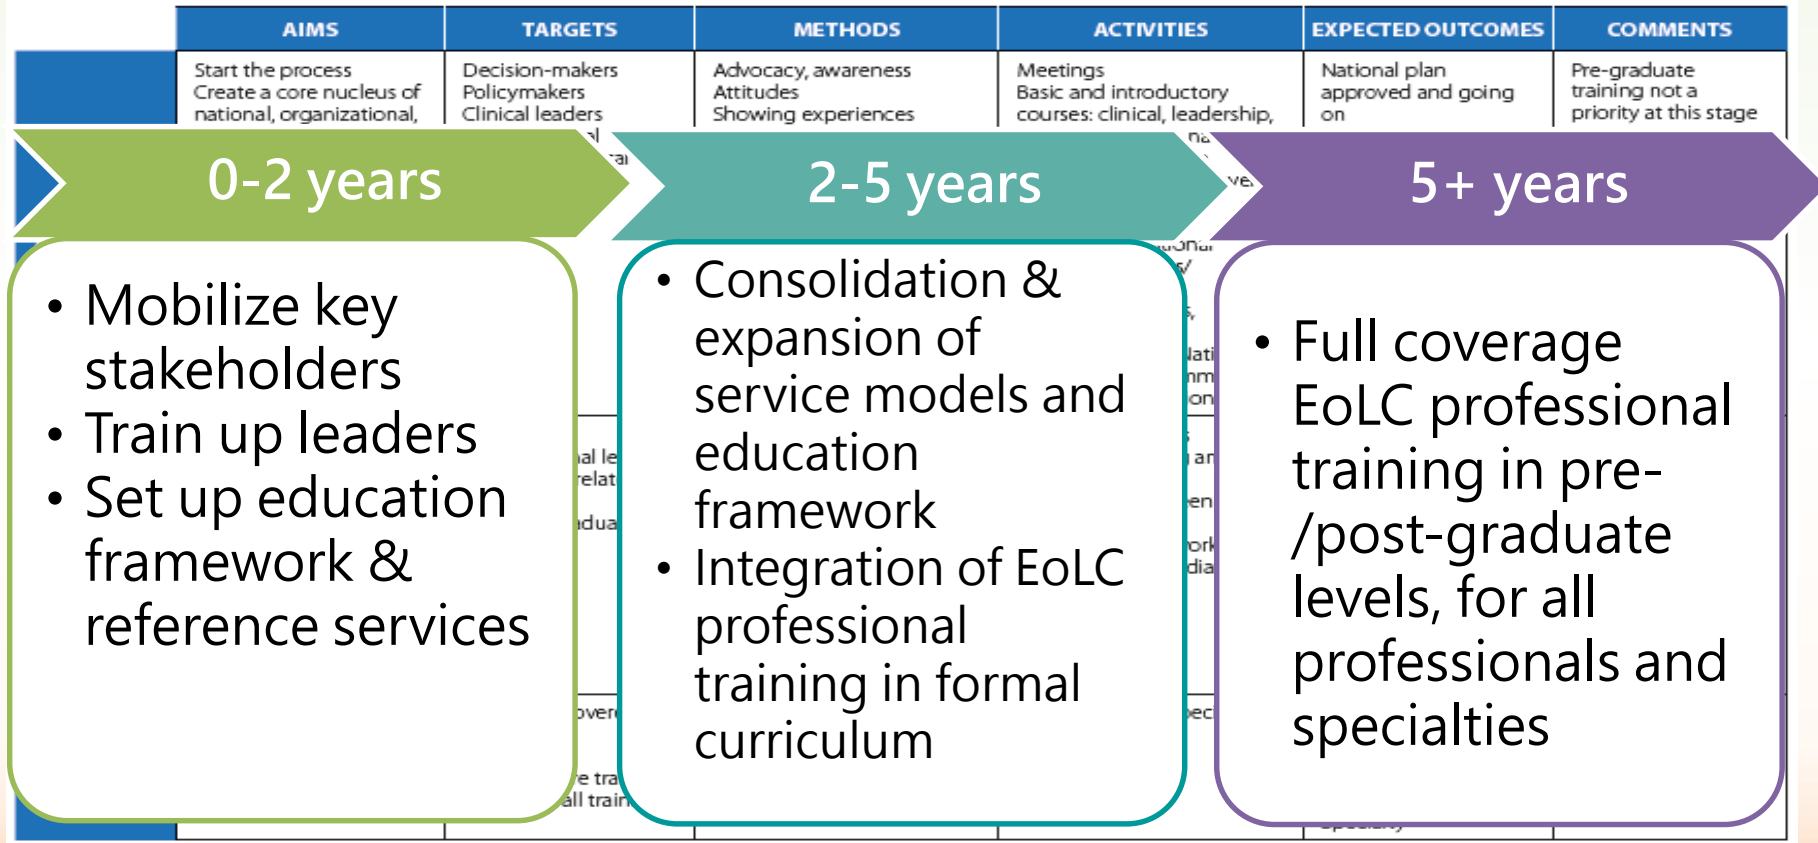 AIMS
TARGETS
METHODS
ACTIVITIES
EXPECTED OUTCOMES
COMMENTS
Start the process
Create a core nucleus of
national, organizational,
Decision-makers
Policymakers
Clinical leaders
Advocacy, awareness
Attitudes
Showing experiences
Meetings
Basic and introductory
courses: clinical, leadership,
National plan
approved and going
on
Pre-graduate
training not a
priority at this stage
0-2 years
• Mobilize key
stakeholders
• Train up leaders
• Set up education
framework &
reference services
2-5 years
• Consolidation &
expansion of
service models and
education
framework
• Integration of EoLC
professional
training in formal
curriculum
5+ years
• Full coverage
EoLC professional
training in pre-
/post-graduate
levels, for all
professionals and
specialties